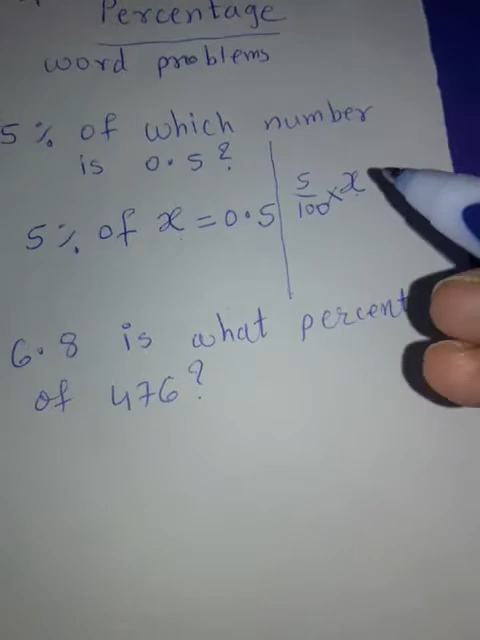 Percentage
word problems
5% of which number
is 0.5?
5% of x = 0.5
5/100 × x
6.8 is what percent
of 476?